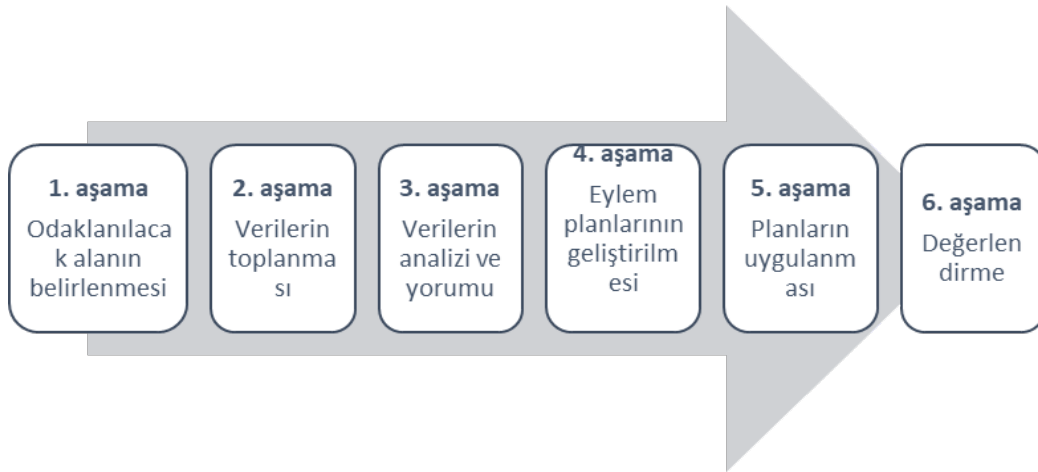 1. aşama
Odaklanılaca
k alanın
belirlenmesi
2. aşama
Verilerin
toplanma
sı
3. aşama
Verilerin
analizi ve
yorumu
4. aşama
Eylem
planlarının
geliştirilm
esi
5. aşama
Planların
uygulanm
ası
6. aşama
Değerlen
dirme